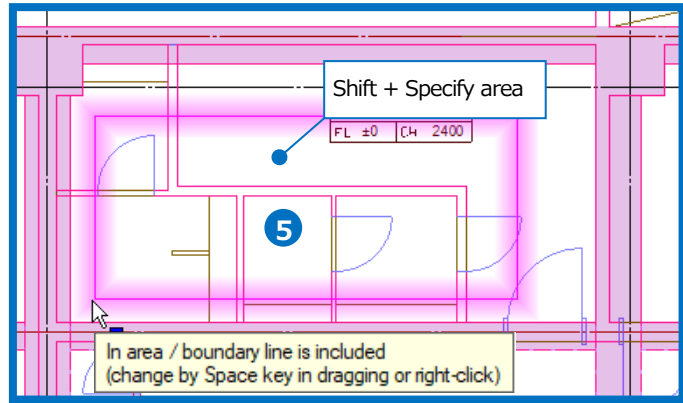 Shift + Specify area
FL ±0 C.H 2400
5
In area / boundary line is included
(change by Space key in dragging or right-click)